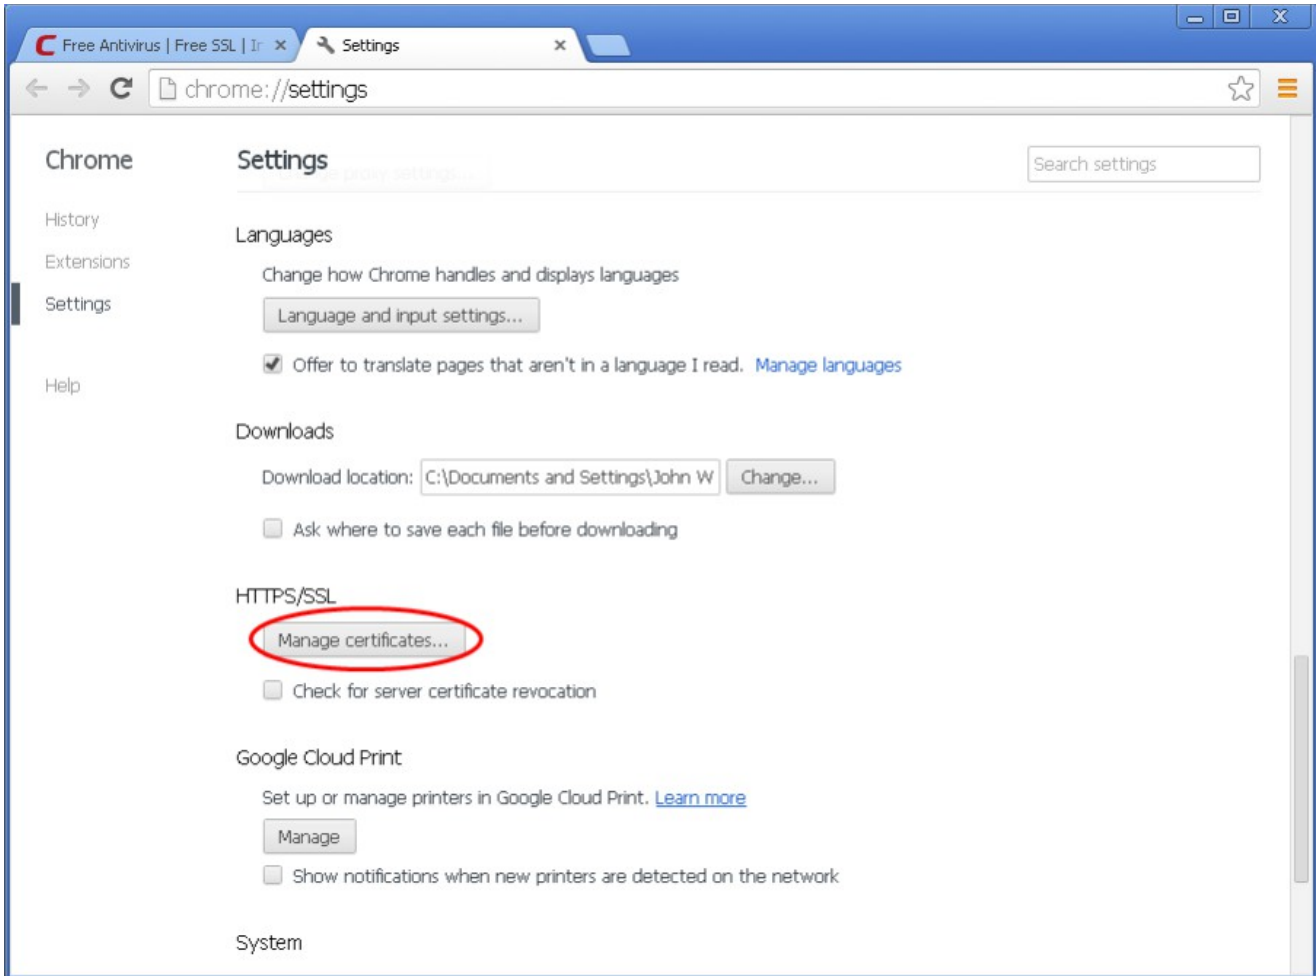 Free Antivirus | Free SSL | Ir
Settings
chrome://settings
Chrome
History
Extensions
Settings
Help
Settings
Search settings
Change proxy settings...
Languages
Change how Chrome handles and displays languages
Language and input settings...
Offer to translate pages that aren't in a language I read. Manage languages
Downloads
Download location: C:\Documents and Settings\John W Change...
Ask where to save each file before downloading
HTTPS/SSL
Manage certificates...
Check for server certificate revocation
Google Cloud Print
Set up or manage printers in Google Cloud Print. Learn more
Manage
Show notifications when new printers are detected on the network
System